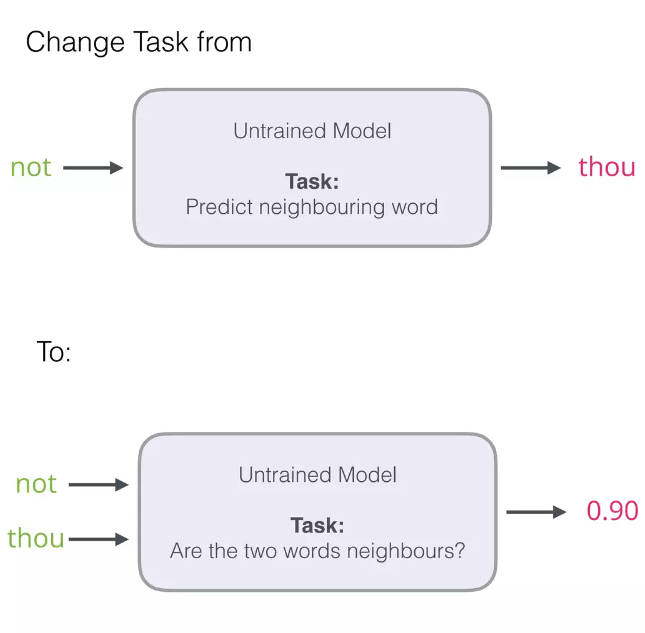 Change Task from
Untrained Model
not
thou
Task:
Predict neighbouring word
To:
Untrained Model
not
0.90
Task:
thou
Are the two words neighbours?